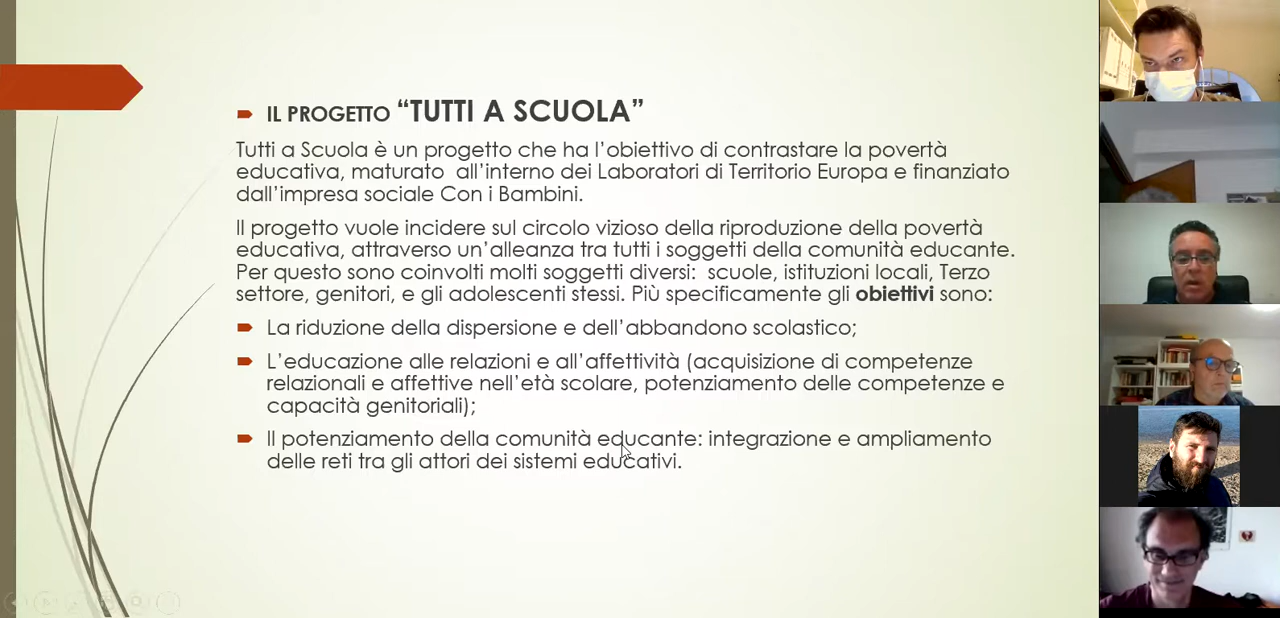 IL PROGETTO “TUTTI A SCUOLA”
Tutti a Scuola è un progetto che ha l’obiettivo di contrastare la povertà
educativa, maturato  all’interno dei Laboratori di Territorio Europa e finanziato
dall’impresa sociale Con i Bambini.
Il progetto vuole incidere sul circolo vizioso della riproduzione della povertà
educativa, attraverso un’alleanza tra tutti i soggetti della comunità educante.
Per questo sono coinvolti molti soggetti diversi:  scuole, istituzioni locali, Terzo
settore, genitori, e gli adolescenti stessi. Più specificamente gli obiettivi sono:
La riduzione della dispersione e dell’abbandono scolastico;
L’educazione alle relazioni e all’affettività (acquisizione di competenze
relazionali e affettive nell’età scolare, potenziamento delle competenze e
capacità genitoriali);
Il potenziamento della comunità educante: integrazione e ampliamento
delle reti tra gli attori dei sistemi educativi.